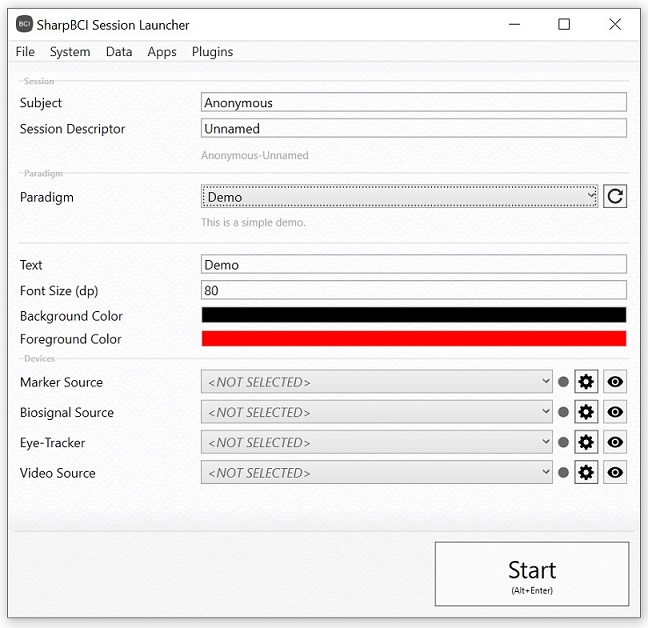 BCI SharpBCI Session Launcher
File System Data Apps Plugins
Session
Subject Anonymous
Session Descriptor Unnamed
Anonymous-Unnamed
Paradigm
Paradigm Demo
This is a simple demo.
Text Demo
Font Size (dp) 80
Background Color
Foreground Color
Devices
Marker Source <NOT SELECTED>
Biosignal Source <NOT SELECTED>
Eye-Tracker <NOT SELECTED>
Video Source <NOT SELECTED>
Start
(Alt+Enter)